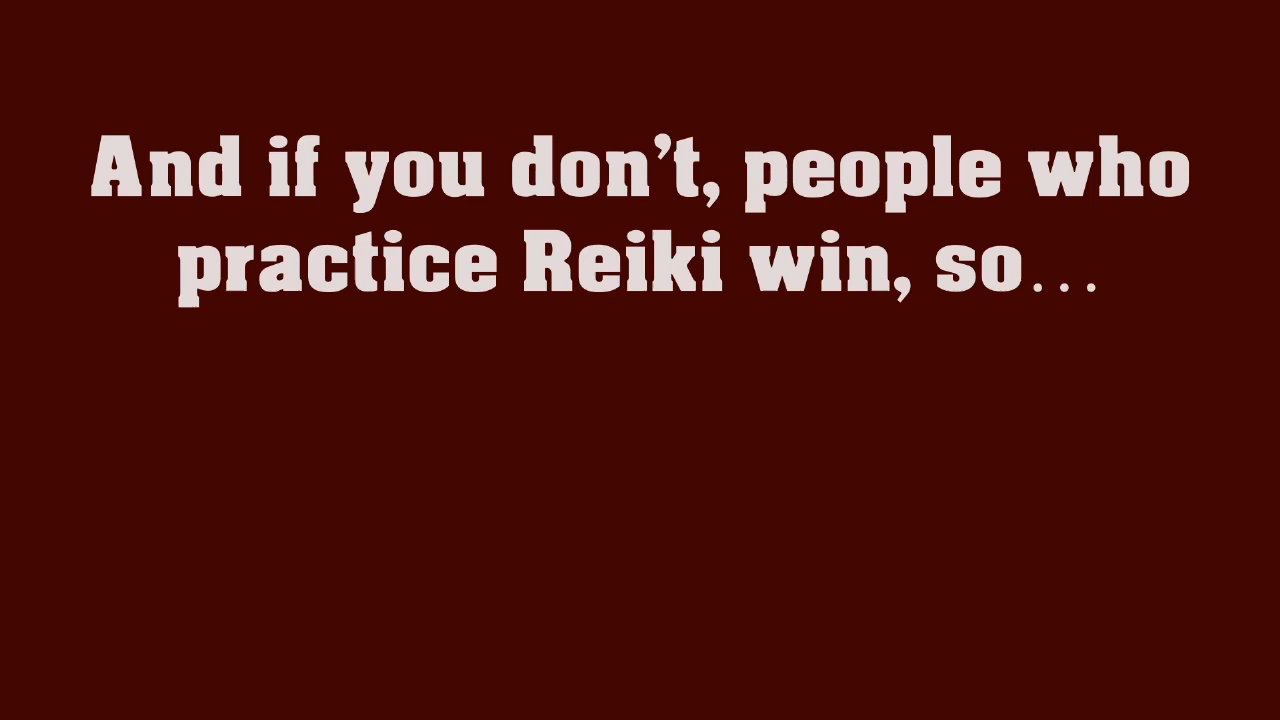 And if you don’t, people who
practice Reiki win, so…